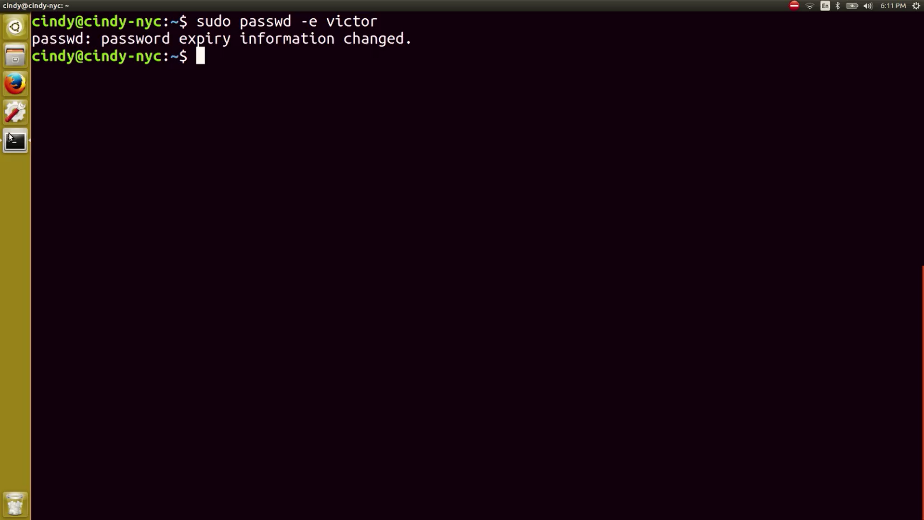 cindy@cindy-nyc: ~
En
6:11 PM
cindy@cindy-nyc:~$ sudo passwd -e victor
passwd: password expiry information changed.
cindy@cindy-nyc:~$
>_